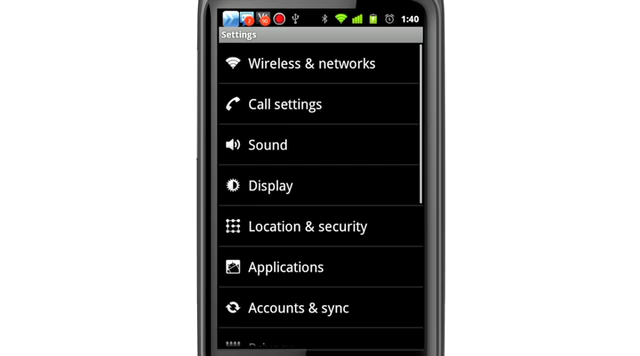 1:40
Settings
Wireless & networks
Call settings
Sound
Display
Location & security
Applications
Accounts & sync